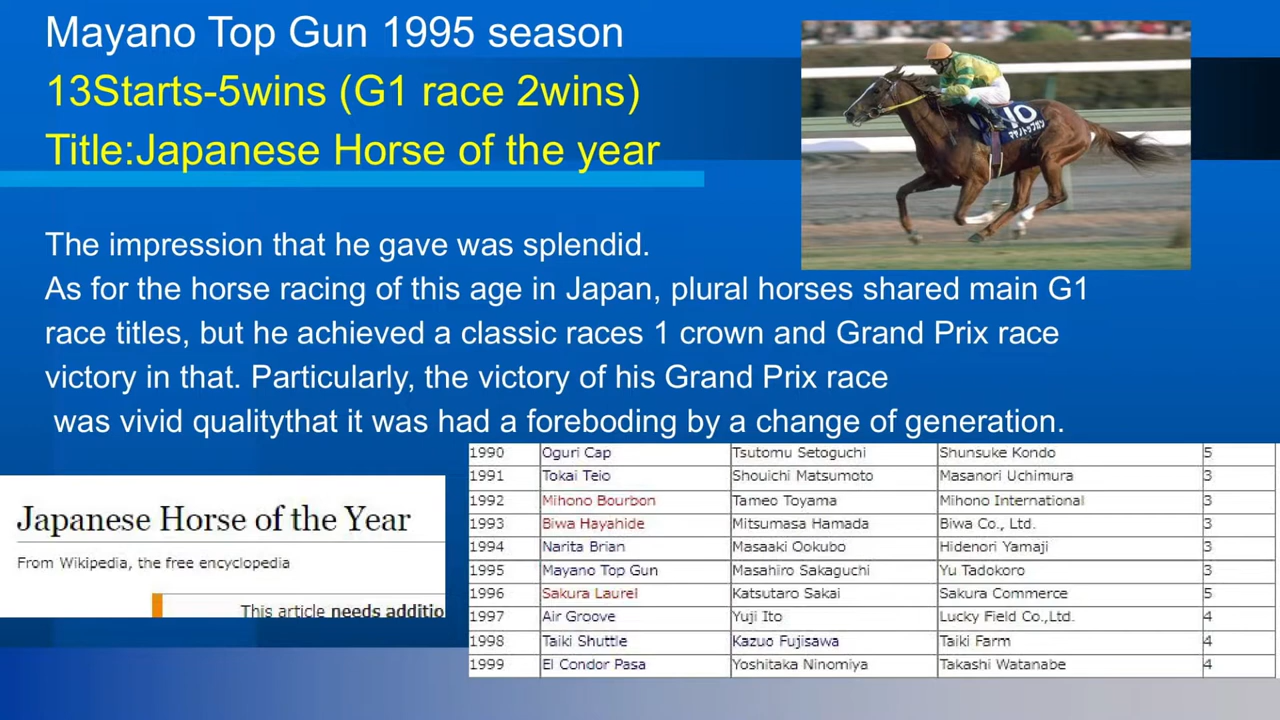 Mayano Top Gun 1995 season
13Starts-5wins (G1 race 2wins)
Title:Japanese Horse of the year
10
マヤノトップガン
The impression that he gave was splendid.
As for the horse racing of this age in Japan, plural horses shared main G1
race titles, but he achieved a classic races 1 crown and Grand Prix race
victory in that. Particularly, the victory of his Grand Prix race
was vivid qualitythat it was had a foreboding by a change of generation.
Japanese Horse of the Year
From Wikipedia, the free encyclopedia
This article needs additio
1990 Oguri Cap Tsutomu Setoguchi Shunsuke Kondo 5
1991 Tokai Teio Shouichi Matsumoto Masanori Uchimura 3
1992 Mihono Bourbon Tameo Toyama Mihono International 3
1993 Biwa Hayahide Mitsumasa Hamada Biwa Co., Ltd. 3
1994 Narita Brian Masaaki Ookubo Hidenori Yamaji 3
1995 Mayano Top Gun Masahiro Sakaguchi Yu Tadokoro 3
1996 Sakura Laurel Katsutaro Sakai Sakura Commerce 5
1997 Air Groove Yuji Ito Lucky Field Co.,Ltd. 4
1998 Taiki Shuttle Kazuo Fujisawa Taiki Farm 4
1999 El Condor Pasa Yoshitaka Ninomiya Takashi Watanabe 4